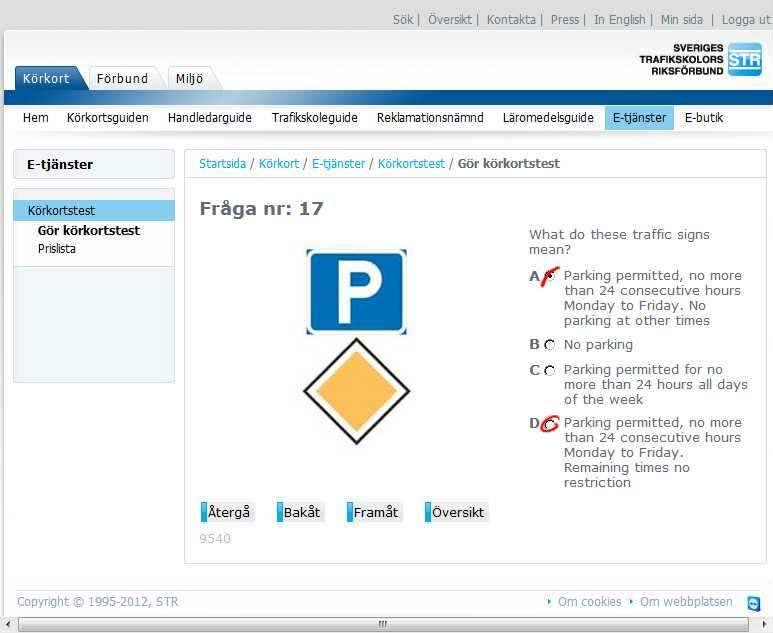 Sök | Översikt | Kontakta | Press | In English | Min sida | Logga ut
SVERIGES
TRAFIKSKOLORS
RIKSFÖRBUND
STR
Körkort Förbund Miljö
Hem Körkortsguiden Handledarguide Trafikskoleguide Reklamationsnämnd Läromedelsguide E-tjänster E-butik
E-tjänster
Körkortstest
Gör körkortstest
Prislista
Startsida / Körkort / E-tjänster / Körkortstest / Gör körkortstest
Fråga nr: 17
P
What do these traffic signs
mean?
A Parking permitted, no more
than 24 consecutive hours
Monday to Friday. No
parking at other times
B No parking
C Parking permitted for no
more than 24 hours all days
of the week
D Parking permitted, no more
than 24 consecutive hours
Monday to Friday.
Remaining times no
restriction
Återgå Bakåt Framåt Översikt
9540
Copyright © 1995-2012, STR
Om cookies Om webbplatsen